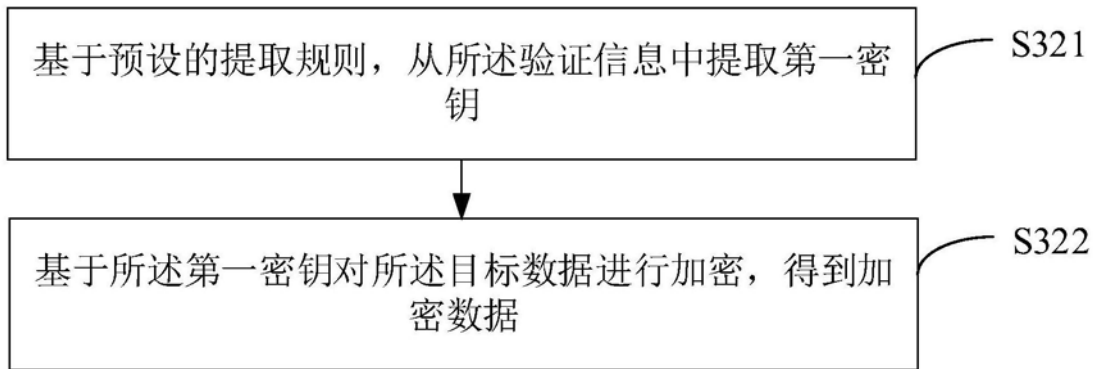 基于预设的提取规则，从所述验证信息中提取第一密
钥
S321
基于所述第一密钥对所述目标数据进行加密，得到加
密数据
S322